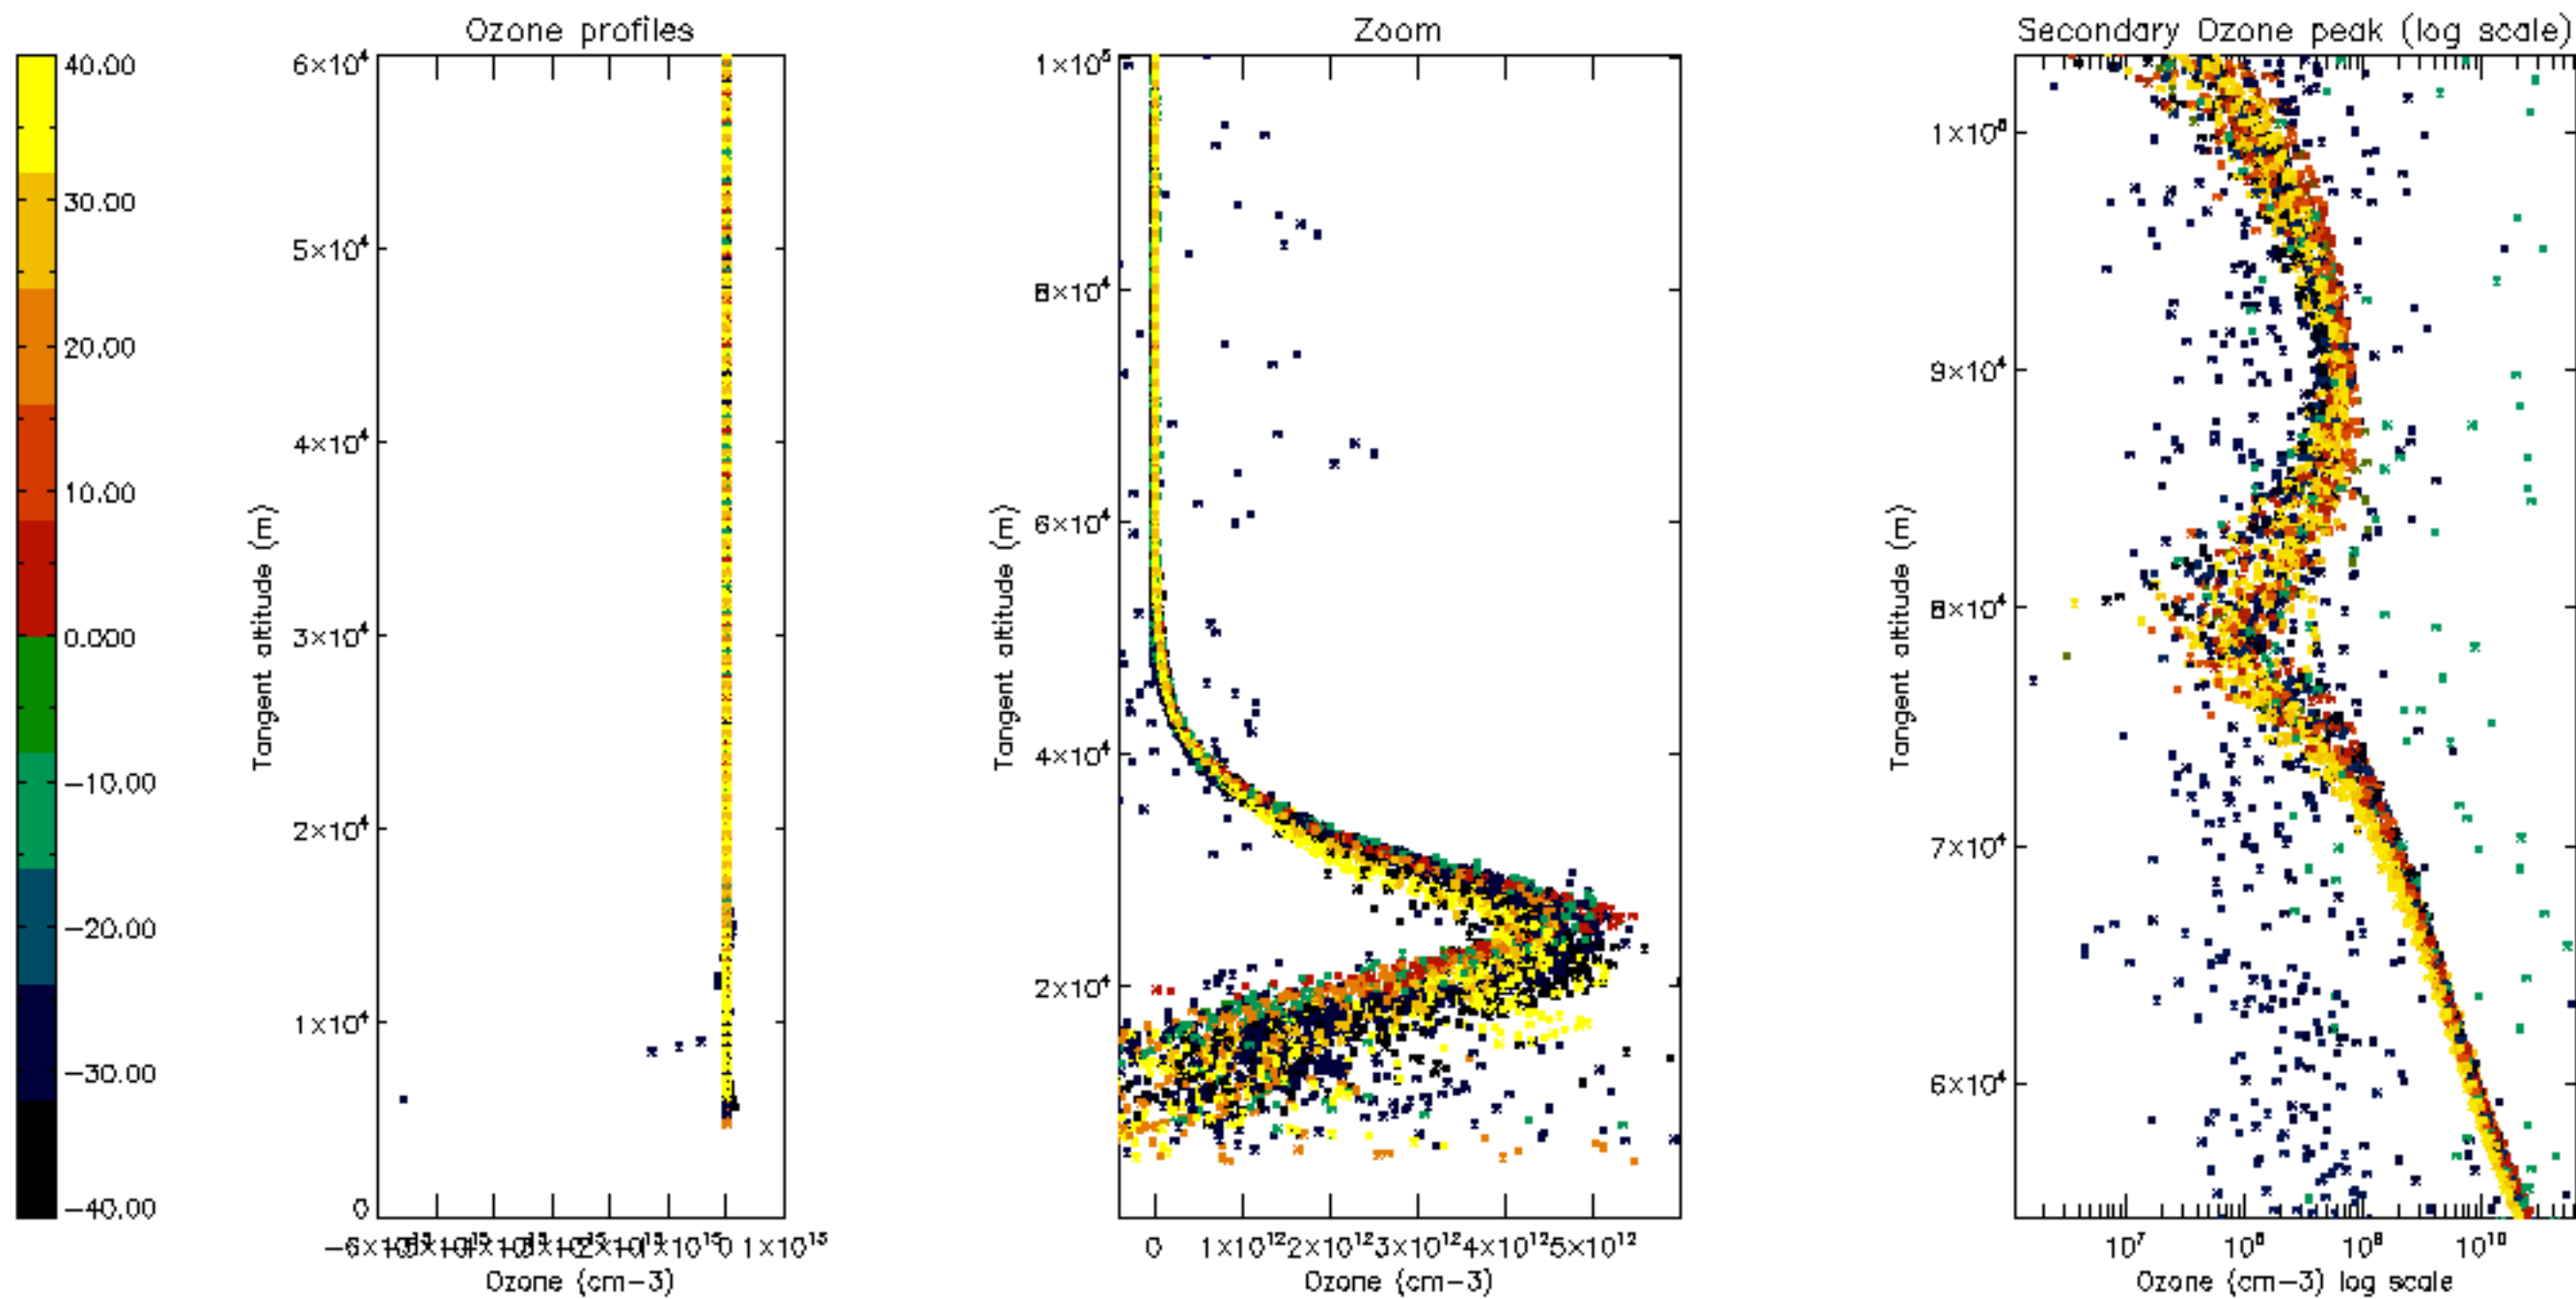 Ozone profiles
Zoom
Secondary Ozone peak (log scale)
40.00
30.00
20.00
10.00
−10.00
−20.00
−30.00
−40.00
6×10⁴
5×10⁴
4×10⁴
3×10⁴
2×10⁴
1×10⁴
0
Tangent altitude (m)
0 1×10¹⁵
Ozone (cm−3)
1×10⁵
8×10⁴
6×10⁴
4×10⁴
2×10⁴
Tangent altitude (m)
0 1×10¹² 2×10¹² 3×10¹² 4×10¹² 5×10¹²
Ozone (cm−3)
1×10⁵
9×10⁴
8×10⁴
7×10⁴
6×10⁴
Tangent altitude (m)
10⁷ 10⁸ 10⁹ 10¹⁰
Ozone (cm−3) log scale